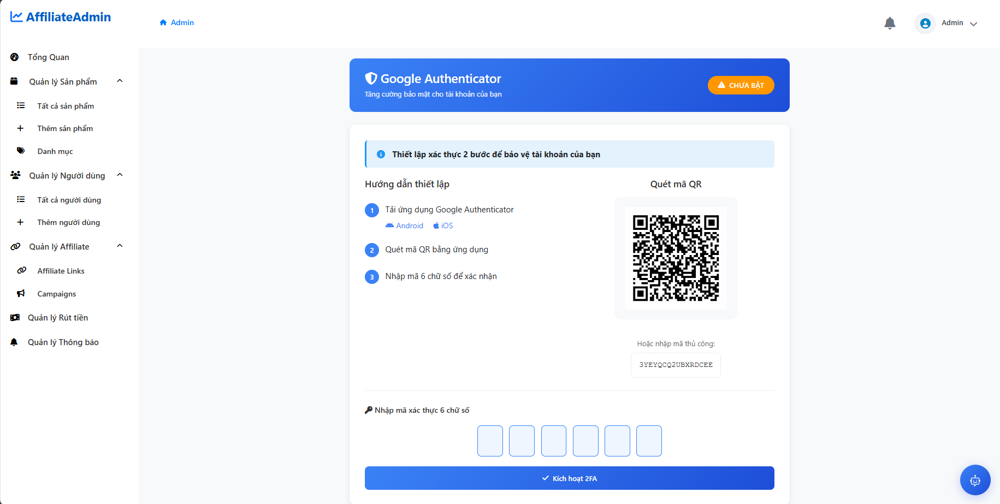 AffiliateAdmin
Admin
Admin
Tổng Quan
Quản lý Sản phẩm
Tất cả sản phẩm
Thêm sản phẩm
Danh mục
Quản lý Người dùng
Tất cả người dùng
Thêm người dùng
Quản lý Affiliate
Affiliate Links
Campaigns
Quản lý Rút tiền
Quản lý Thông báo
Google Authenticator
Tăng cường bảo mật cho tài khoản của bạn
CHƯA BẬT
Thiết lập xác thực 2 bước để bảo vệ tài khoản của bạn
Hướng dẫn thiết lập
1 Tải ứng dụng Google Authenticator
Android iOS
2 Quét mã QR bằng ứng dụng
3 Nhập mã 6 chữ số để xác nhận
Quét mã QR
Hoặc nhập mã thủ công:
3YEYQCQ2UBXRDCEE
Nhập mã xác thực 6 chữ số
Kích hoạt 2FA